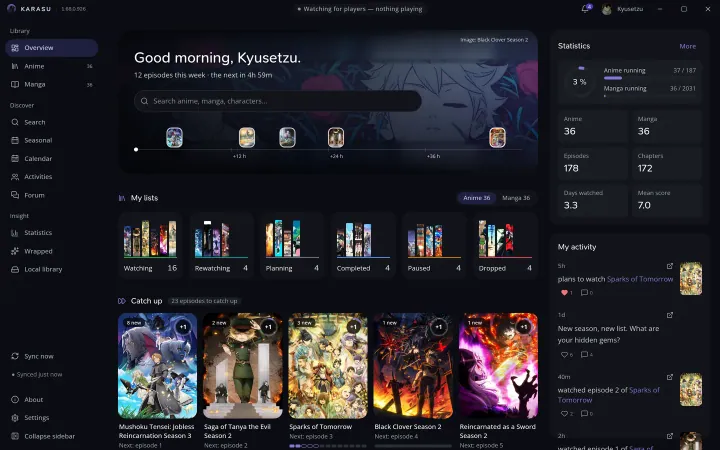 KARASU
1.69.0.926
Watching for players — nothing playing
4
Kyusetzu
Library
Overview
Anime 36
Manga 36
Discover
Search
Seasonal
Calendar
Activities
Forum
Insight
Statistics
Wrapped
Local library
Sync now
Synced just now
About
Settings
Collapse sidebar
Image: Black Clover Season 2
Good morning, Kyusetzu.
12 episodes this week · the next in 4h 59m
Search anime, manga, characters...
+12 h
+24 h
+36 h
My lists
Anime 36
Manga 36
Watching 16
Rewatching 4
Planning 4
Completed 4
Paused 4
Dropped 4
Catch up
23 episodes to catch up
8 new
+1
Mushoku Tensei: Jobless
Reincarnation Season 3
Next: episode 1
2 new
+1
Saga of Tanya the Evil
Season 2
Next: episode 2
3 new
+1
Sparks of Tomorrow
Next: episode 3
1 new
+1
Black Clover Season 2
Next: episode 4
1 new
+1
Reincarnated as a Sword
Season 2
Next: episode 5
Statistics
More
3 %
Anime running 37 / 187
Manga running 36 / 2031
Anime
36
Manga
36
Episodes
178
Chapters
172
Days watched
3.3
Mean score
7.0
My activity
5h
plans to watch Sparks of Tomorrow
1
0
1d
New season, new list. What are
your hidden gems?
6
4
40m
watched episode 2 of Sparks of
Tomorrow
2
0
2h
watched episode 2 of Saga of